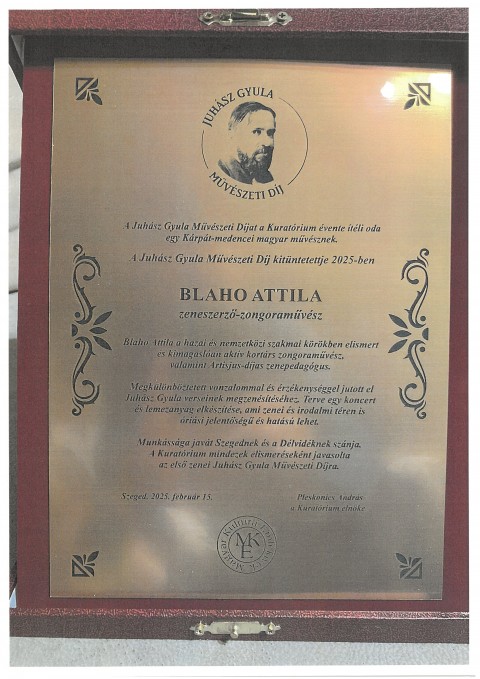 JUHÁSZ GYULA
MŰVÉSZETI DÍJ
A Juhász Gyula Művészeti Díjat a Kuratórium évente ítéli oda
egy Kárpát-medencei magyar művésznek.
A Juhász Gyula Művészeti Díj kitüntetettje 2025-ben
BLAHO ATTILA
zeneszerző-zongoraművész
Blaho Attila a hazai és nemzetközi szakmai körökben elismert
és kimagaslóan aktív kortárs zongoraművész,
valamint Artisjus-díjas zenepedagógus.
Megkülönböztetett vonzalommal és érzékenységgel jutott el
Juhász Gyula verseinek megzenésítéséhez. Terve egy koncert
és lemezanyag elkészítése, ami zenei és irodalmi téren is
óriási jelentőségű és hatású lehet.
Munkássága javát Szegednek és a Délvidéknek szánja.
A Kuratórium mindezek elismeréseként javasolta
az első zenei Juhász Gyula Művészeti Díjra.
Szeged, 2025. február 15.
Pleskonics András
a Kuratórium elnöke
MKE